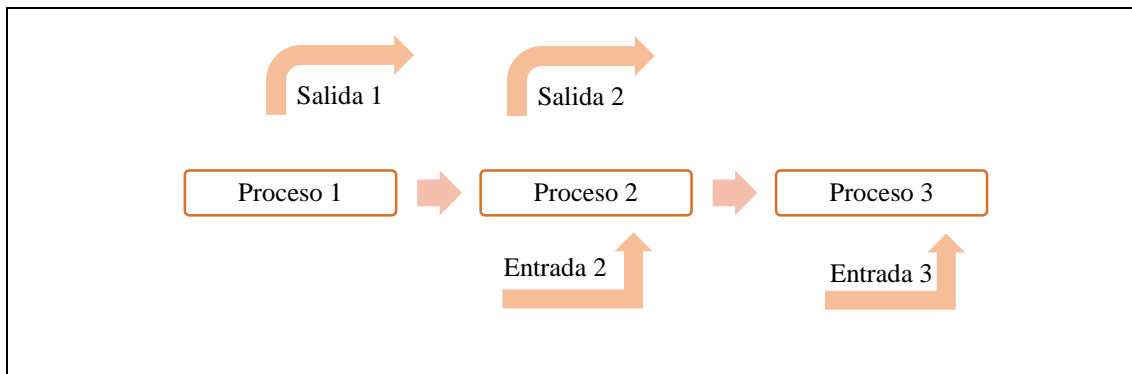 Salida 1
Salida 2
Proceso 1
Proceso 2
Proceso 3
Entrada 2
Entrada 3